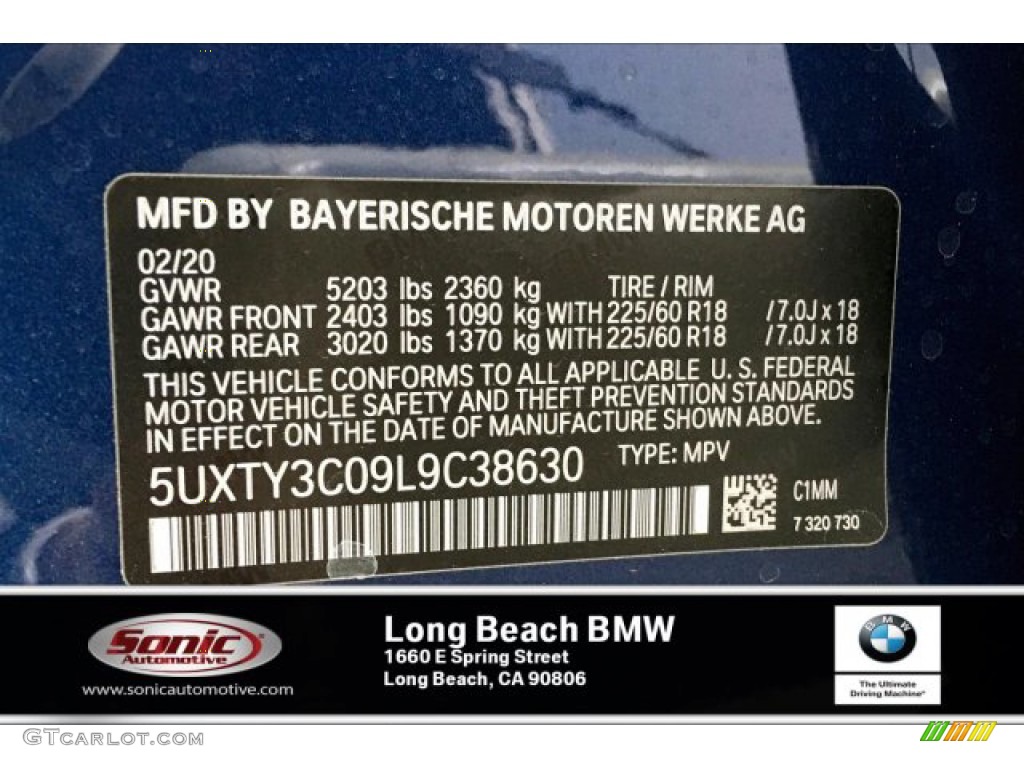 MFD BY BAYERISCHE MOTOREN WERKE AG
02/20
GVWR 5203 lbs 2360 kg TIRE / RIM
GAWR FRONT 2403 lbs 1090 kg WITH 225/60 R18 /7.0J x 18
GAWR REAR 3020 lbs 1370 kg WITH 225/60 R18 /7.0J x 18
THIS VEHICLE CONFORMS TO ALL APPLICABLE U. S. FEDERAL
MOTOR VEHICLE SAFETY AND THEFT PREVENTION STANDARDS
IN EFFECT ON THE DATE OF MANUFACTURE SHOWN ABOVE.
5UXTY3C09L9C38630 TYPE: MPV
C1MM
7 320 730
Sonic
Automotive
www.sonicautomotive.com
Long Beach BMW
1660 E Spring Street
Long Beach, CA 90806
BMW
The Ultimate
Driving Machine®
GTcarlot.com